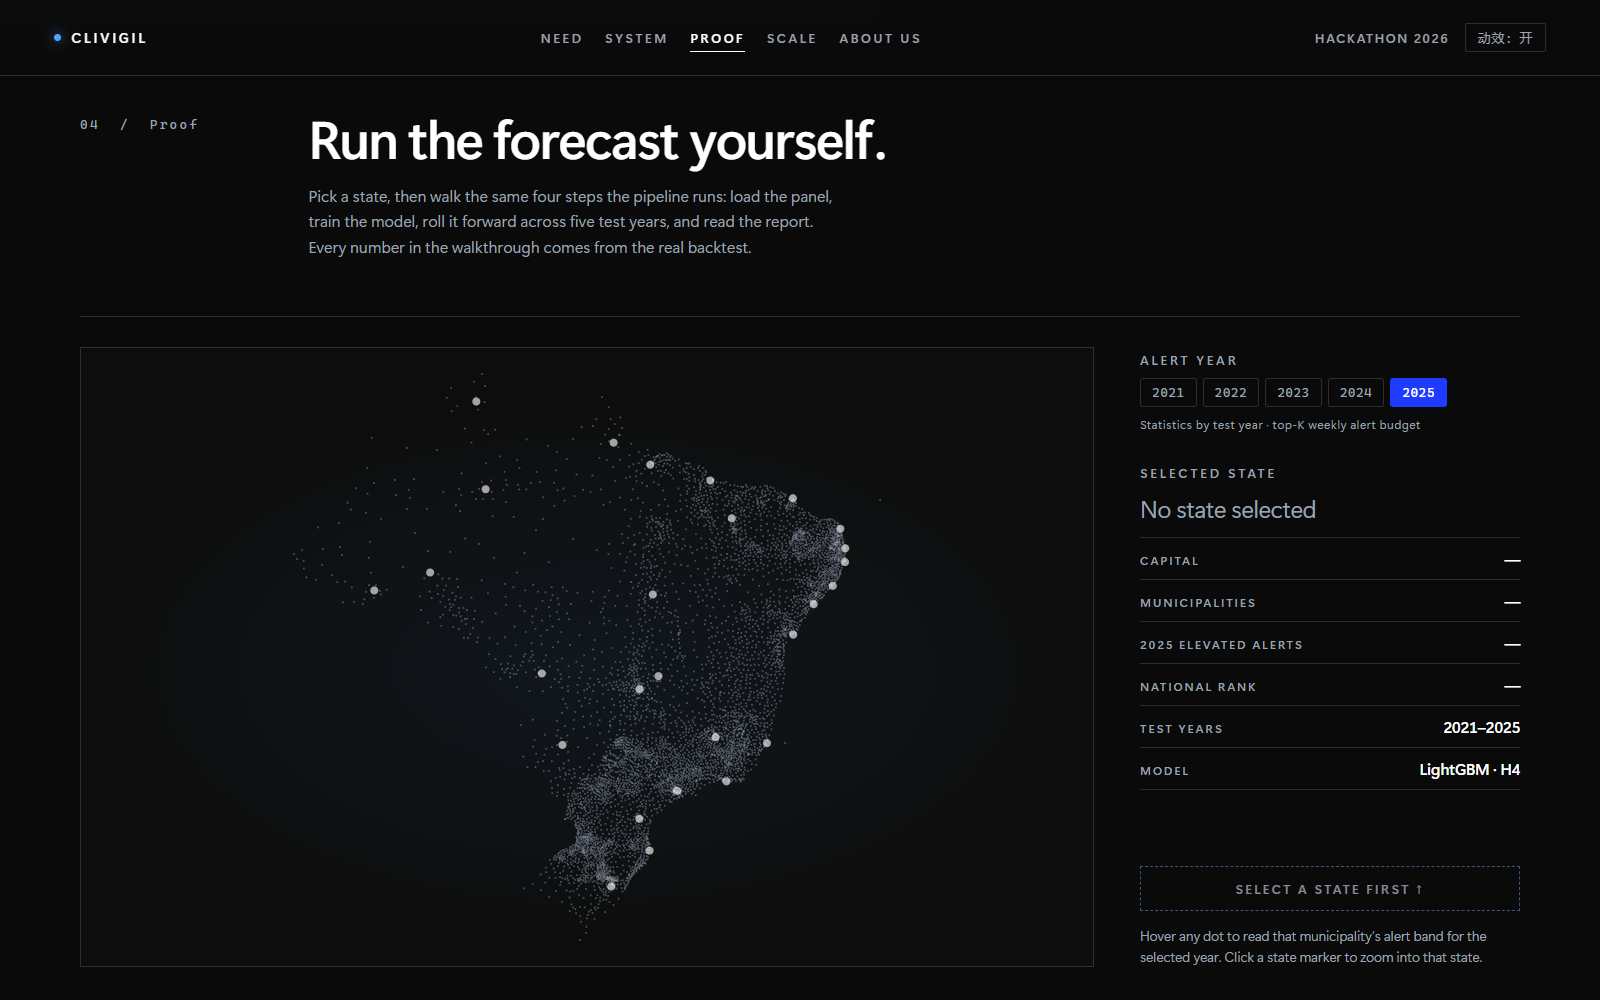 CLIVIGIL
NEED SYSTEM PROOF SCALE ABOUT US
HACKATHON 2026
动效：开
04 / Proof
Run the forecast yourself.
Pick a state, then walk the same four steps the pipeline runs: load the panel,
train the model, roll it forward across five test years, and read the report.
Every number in the walkthrough comes from the real backtest.
ALERT YEAR
2021 2022 2023 2024 2025
Statistics by test year · top-K weekly alert budget
SELECTED STATE
No state selected
CAPITAL —
MUNICIPALITIES —
2025 ELEVATED ALERTS —
NATIONAL RANK —
TEST YEARS 2021–2025
MODEL LightGBM · H4
SELECT A STATE FIRST ↑
Hover any dot to read that municipality’s alert band for the
selected year. Click a state marker to zoom into that state.